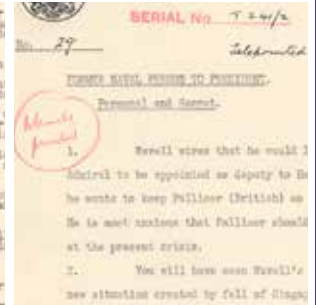 SERIAL No T 241/2
No. 29
Teleprinted
FORMER NAVAL PERSON TO PRESIDENT.
Personal and Secret.
1. Wavell wires that he would l
Admiral to be appointed as deputy to He
he wants to keep Palliser (British) as
He is most anxious that Palliser should
at the present crisis.
2. You will have seen Wavell's
new situation created by fall of Singap